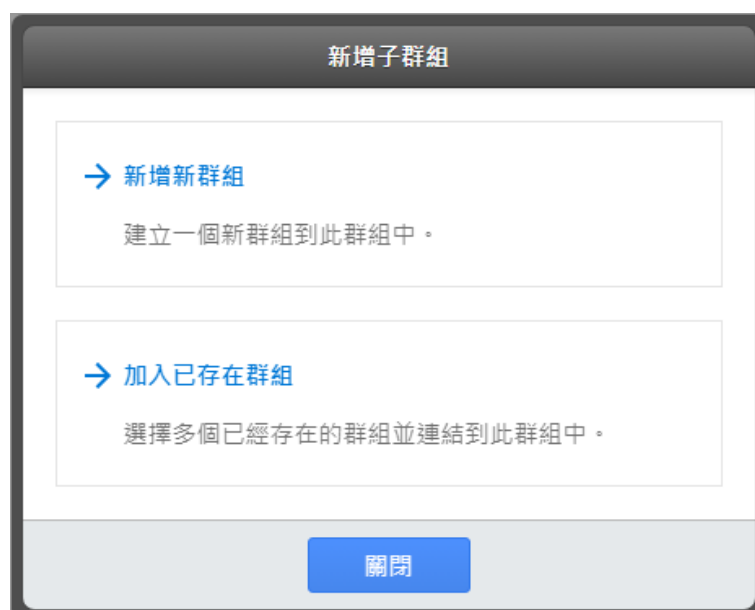 新增子群組
新增新群組
建立一個新群組到此群組中。
加入已存在群組
選擇多個已經存在的群組並連結到此群組中。
關閉